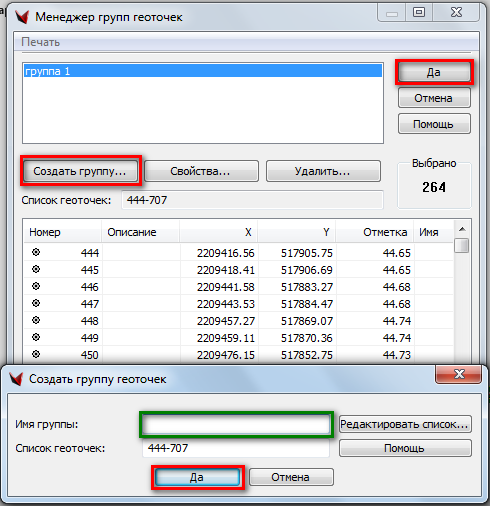 Менеджер групп геоточек
Печать
группа 1
Да
Отмена
Помощь
Создать группу...
Свойства...
Удалить...
Выбрано
264
Список геоточек: 444-707
Номер Описание X Y Отметка Имя
444 2209416.56 517905.75 44.65
445 2209418.41 517906.69 44.65
446 2209441.58 517883.27 44.68
447 2209443.53 517884.47 44.68
448 2209457.27 517869.07 44.74
449 2209459.11 517870.36 44.74
450 2209476.15 517852.75 44.73
Создать группу геоточек
Имя группы:
Редактировать список...
Список геоточек: 444-707
Помощь
Да
Отмена